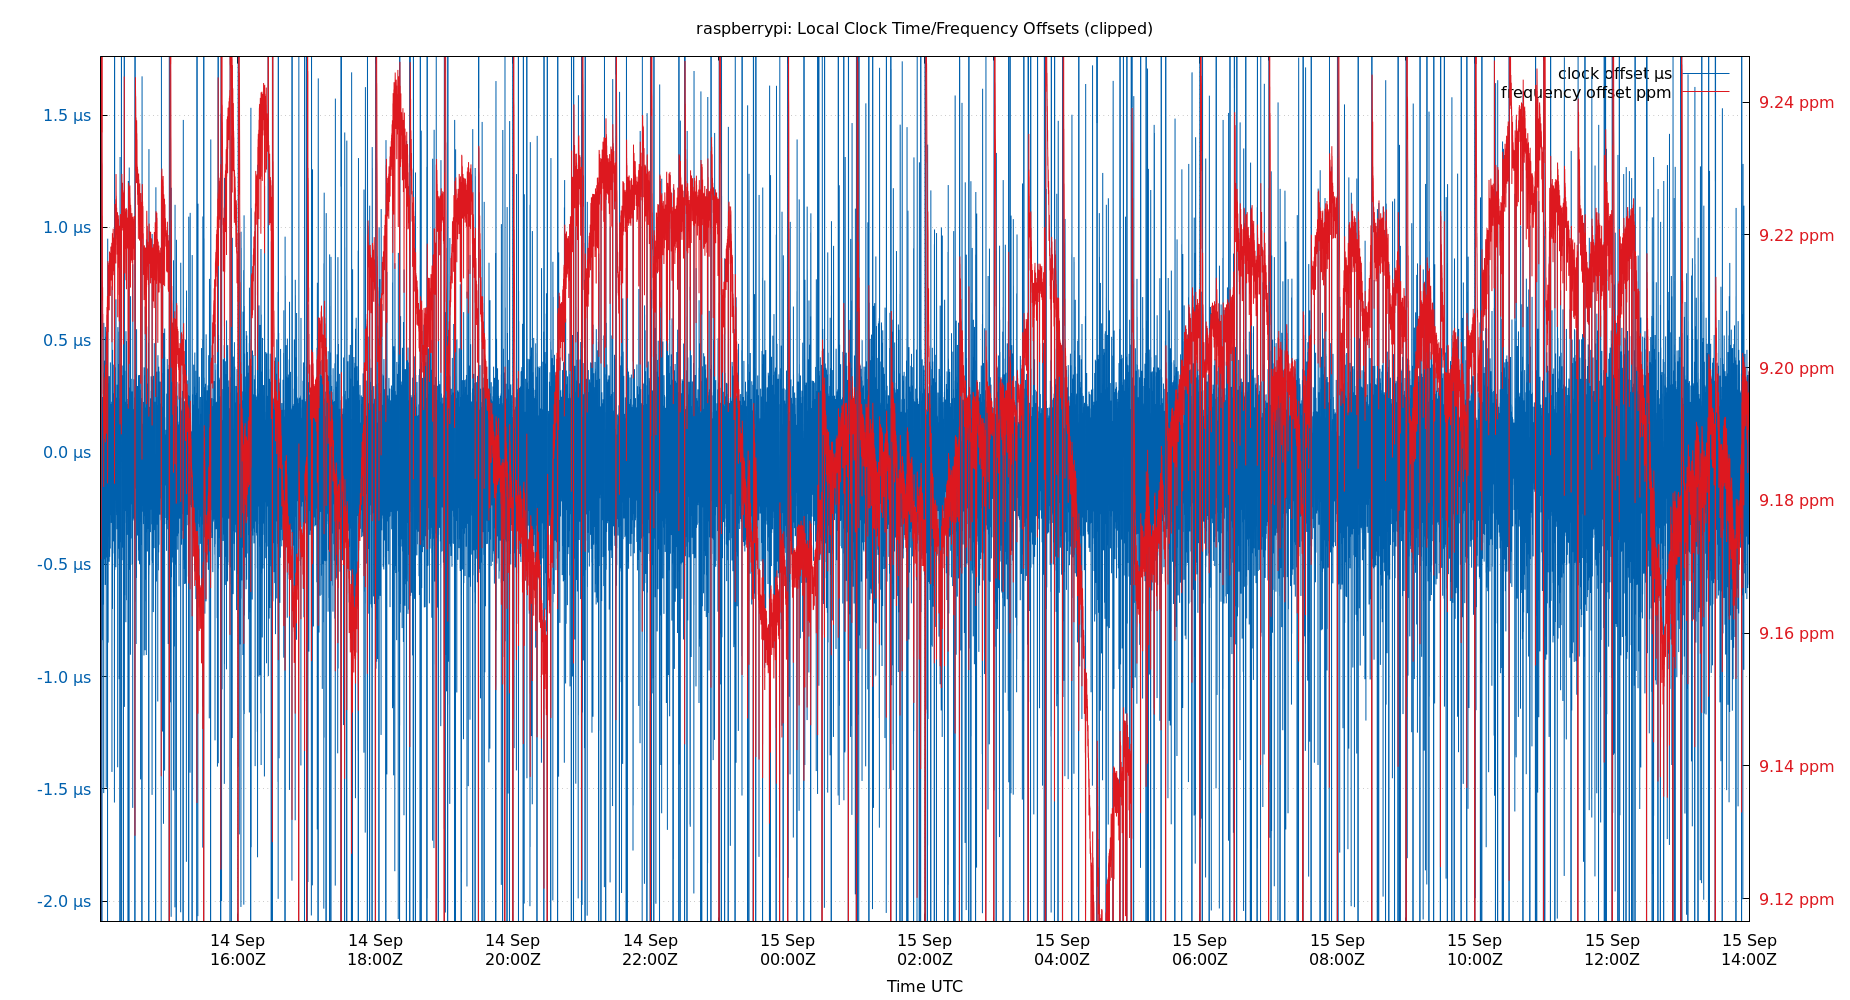 raspberrypi: Local Clock Time/Frequency Offsets (clipped)
clock offset µs
frequency offset ppm
1.5 µs
1.0 µs
0.5 µs
0.0 µs
-0.5 µs
-1.0 µs
-1.5 µs
-2.0 µs
9.24 ppm
9.22 ppm
9.20 ppm
9.18 ppm
9.16 ppm
9.14 ppm
9.12 ppm
14 Sep
16:00Z
14 Sep
18:00Z
14 Sep
20:00Z
14 Sep
22:00Z
15 Sep
00:00Z
15 Sep
02:00Z
15 Sep
04:00Z
15 Sep
06:00Z
15 Sep
08:00Z
15 Sep
10:00Z
15 Sep
12:00Z
15 Sep
14:00Z
Time UTC